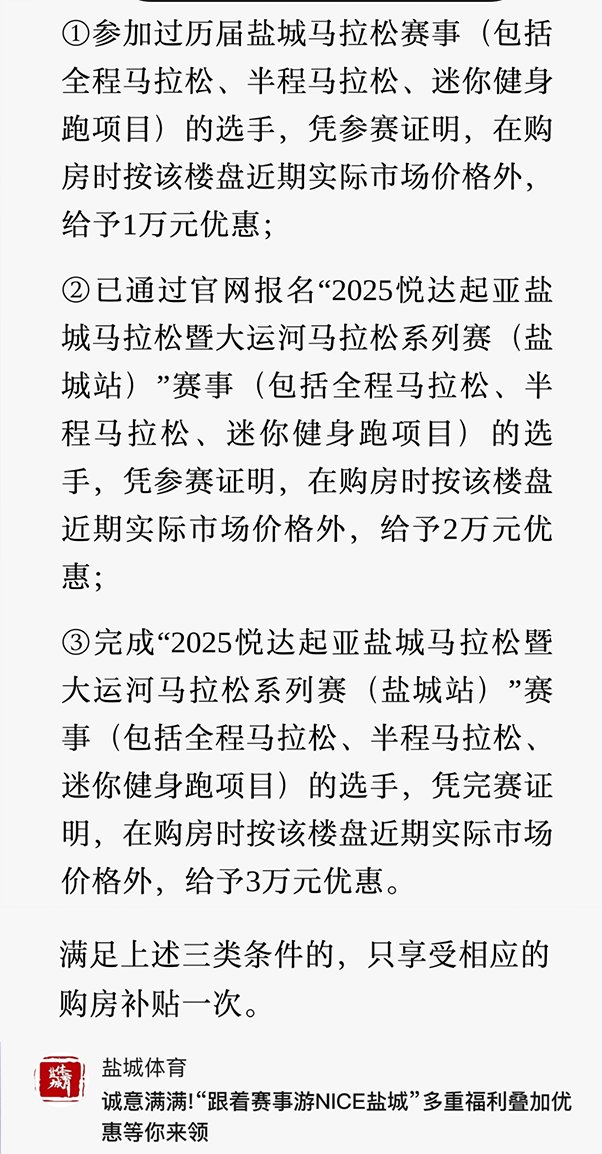 ①参加过历届盐城马拉松赛事（包括
全程马拉松、半程马拉松、迷你健身
跑项目）的选手，凭参赛证明，在购
房时按该楼盘近期实际市场价格外，
给予1万元优惠；
②已通过官网报名“2025悦达起亚盐
城马拉松暨大运河马拉松系列赛（盐
城站）”赛事（包括全程马拉松、半
程马拉松、迷你健身跑项目）的选
手，凭参赛证明，在购房时按该楼盘
近期实际市场价格外，给予2万元优
惠；
③完成“2025悦达起亚盐城马拉松暨
大运河马拉松系列赛（盐城站）”赛
事（包括全程马拉松、半程马拉松、
迷你健身跑项目）的选手，凭完赛证
明，在购房时按该楼盘近期实际市场
价格外，给予3万元优惠。
满足上述三类条件的，只享受相应的
购房补贴一次。
盐城体育
诚意满满!“跟着赛事游NICE盐城”多重福利叠加优
惠等你来领